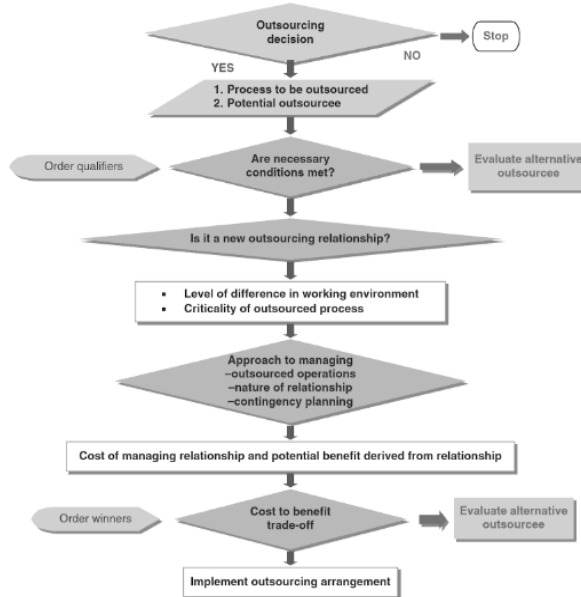 Outsourcing
decision
Stop
NO
YES
1. Process to be outsourced
2. Potential outsourcee
Order qualifiers
Are necessary
conditions met?
Evaluate alternative
outsourcee
Is it a new outsourcing relationship?
▪ Level of difference in working environment
▪ Criticality of outsourced process
Approach to managing
–outsourced operations
–nature of relationship
–contingency planning
Cost of managing relationship and potential benefit derived from relationship
Order winners
Cost to benefit
trade-off
Evaluate alternative
outsourcee
Implement outsourcing arrangement